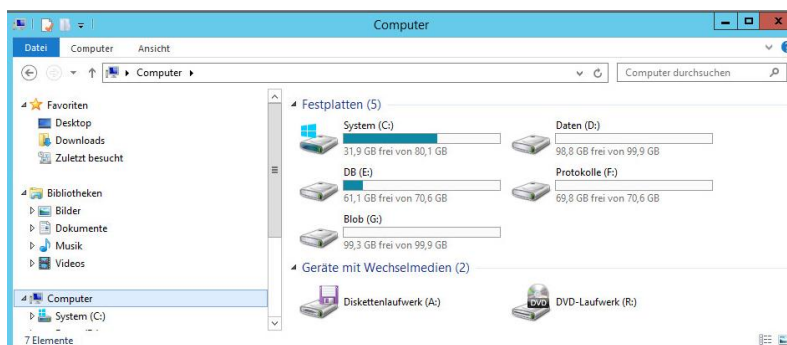 Computer
Datei Computer Ansicht
Computer Computer durchsuchen
Favoriten
Desktop
Downloads
Zuletzt besucht
Bibliotheken
Bilder
Dokumente
Musik
Videos
Computer
System (C:)
Festplatten (5)
System (C:)
31,9 GB frei von 80,1 GB
Daten (D:)
98,8 GB frei von 99,9 GB
DB (E:)
61,1 GB frei von 70,6 GB
Protokolle (F:)
69,8 GB frei von 70,6 GB
Blob (G:)
99,3 GB frei von 99,9 GB
Geräte mit Wechselmedien (2)
Diskettenlaufwerk (A:)
DVD
DVD-Laufwerk (R:)
7 Elemente